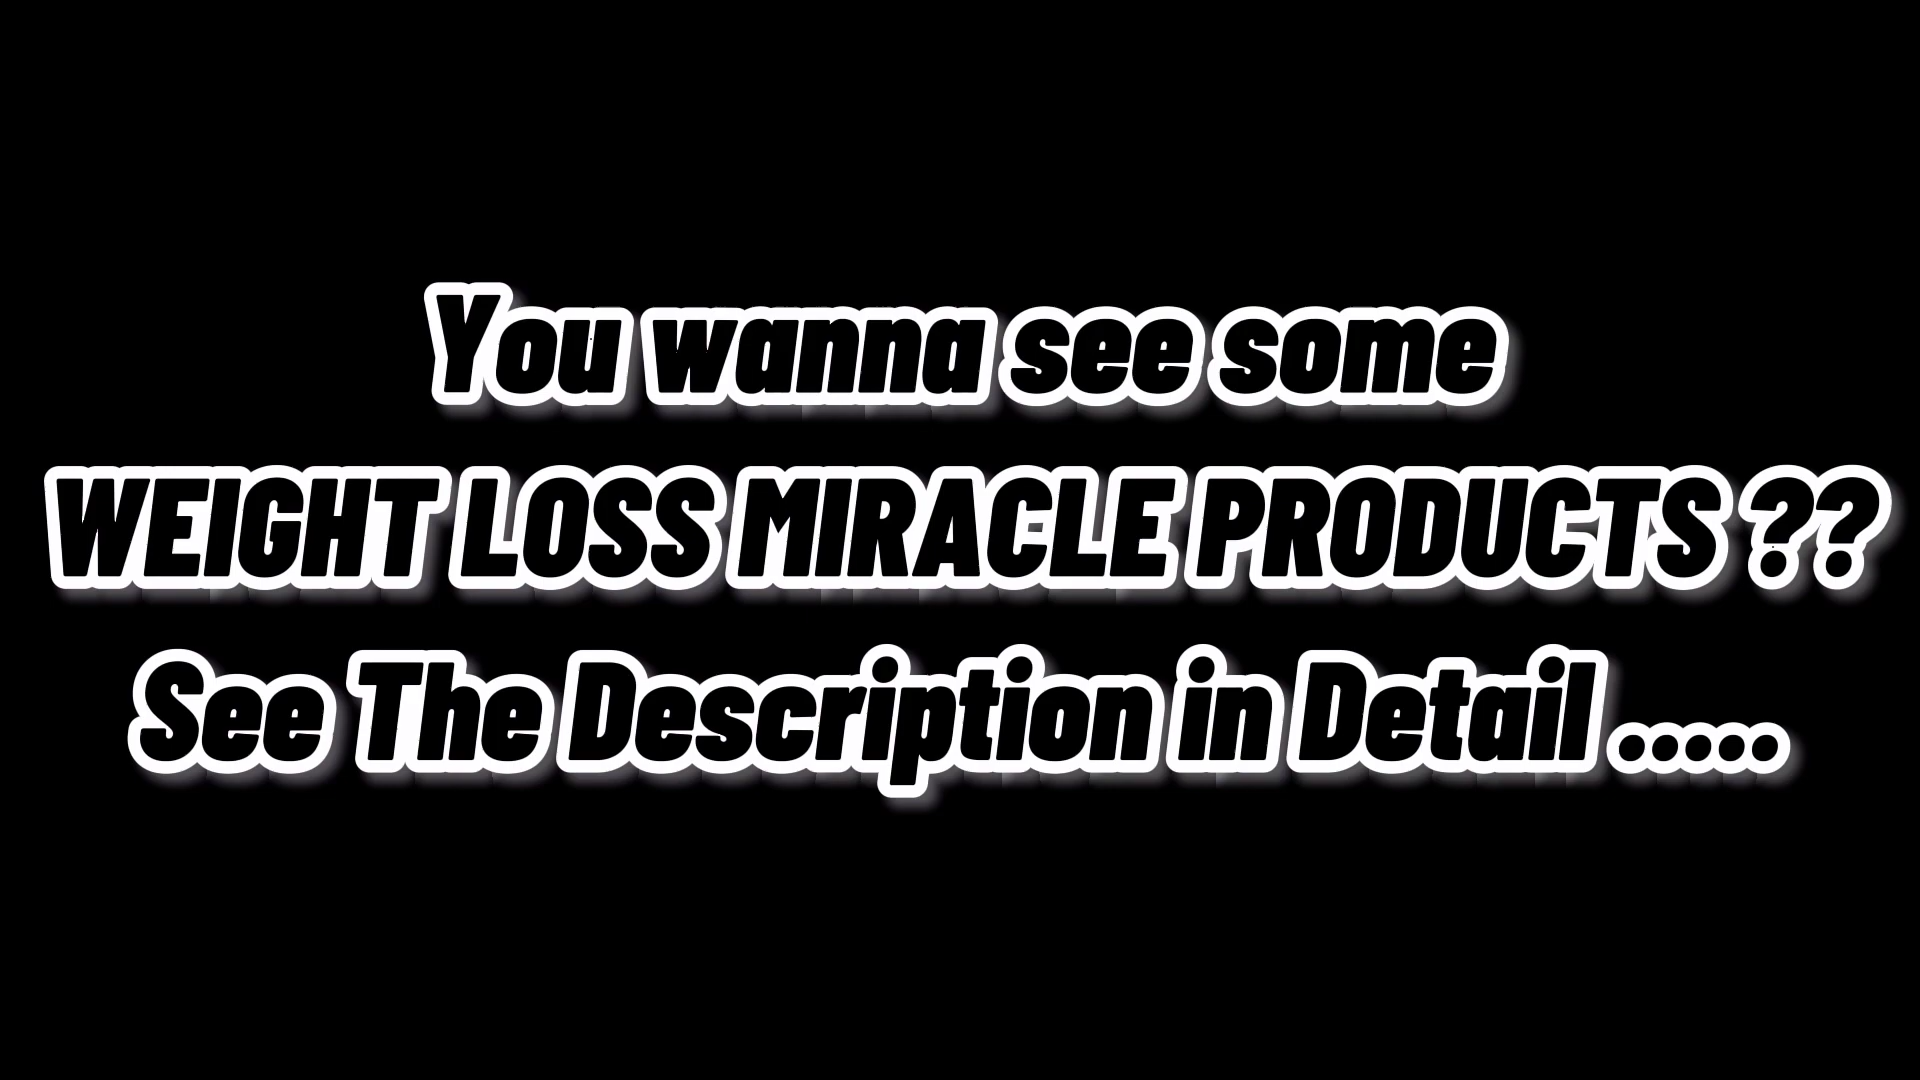 You wanna see some
WEIGHT LOSS MIRACLE PRODUCTS ??
See The Description in Detail .....